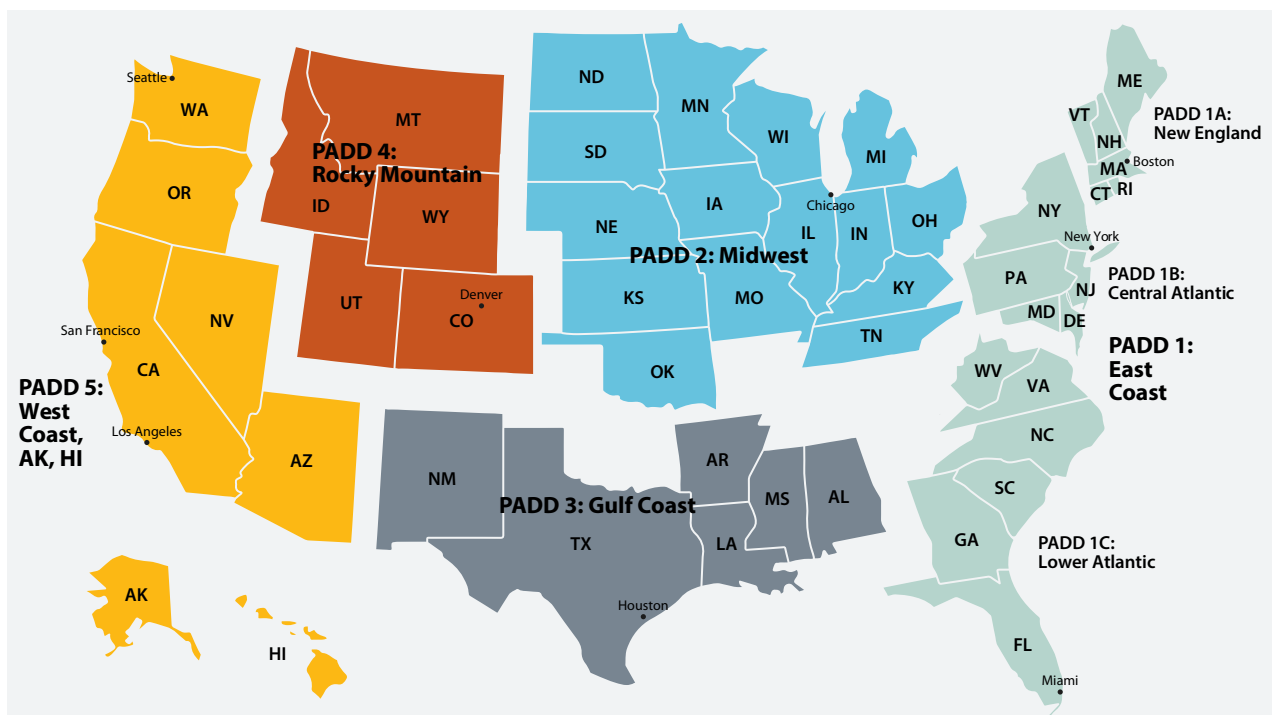 Seattle
WA
OR
San Francisco
NV
CA
PADD 5:
West
Coast,
AK, HI
Los Angeles
AZ
AK
HI
MT
PADD 4:
Rocky Mountain
ID
WY
UT
Denver
CO
ND
MN
SD
WI
MI
IA
Chicago
NE
IL
IN
OH
PADD 2: Midwest
KS
MO
KY
TN
OK
NM
AR
MS
AL
PADD 3: Gulf Coast
TX
LA
Houston
ME
VT
PADD 1A:
New England
NH
Boston
MA
CT
RI
NY
New York
PA
NJ
PADD 1B:
Central Atlantic
MD
DE
PADD 1:
East
Coast
WV
VA
NC
SC
GA
PADD 1C:
Lower Atlantic
FL
Miami